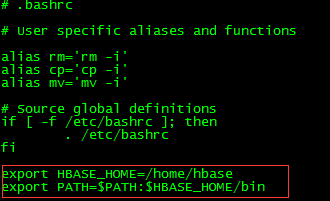 # .bashrc
# User specific aliases and functions
alias rm='rm -i'
alias cp='cp -i'
alias mv='mv -i'
# Source global definitions
if [ -f /etc/bashrc ]; then
. /etc/bashrc
fi
export HBASE_HOME=/home/hbase
export PATH=$PATH:$HBASE_HOME/bin